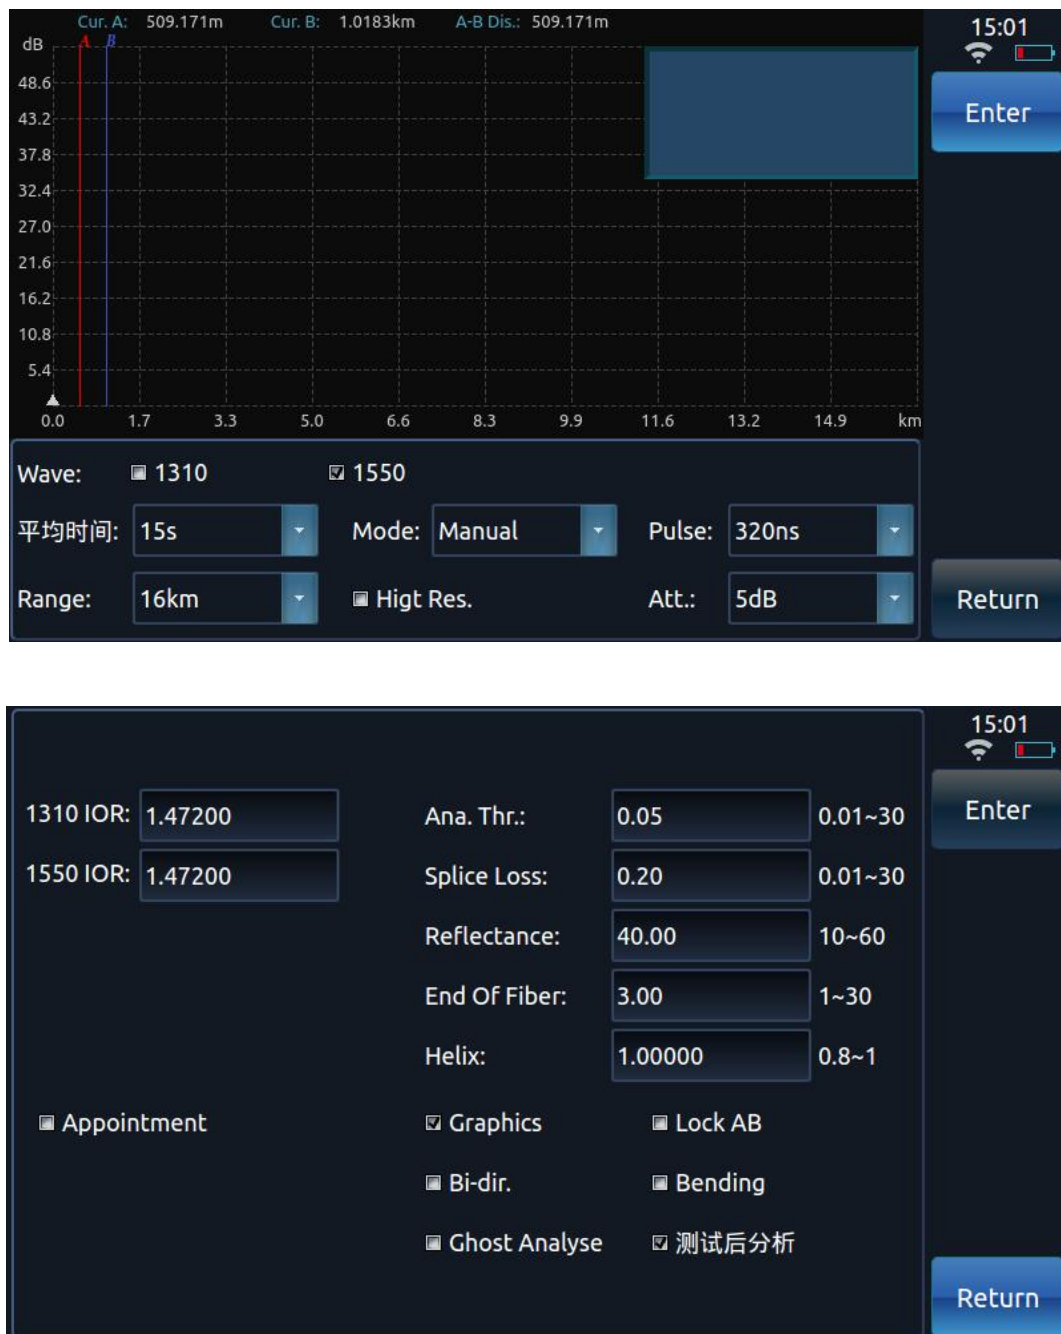 Cur. A: 509.171m Cur. B: 1.0183km A-B Dis.: 509.171m
15:01
dB A B
48.6
Enter
43.2
37.8
32.4
27.0
21.6
16.2
10.8
5.4
0.0 1.7 3.3 5.0 6.6 8.3 9.9 11.6 13.2 14.9 km
Wave: 1310 1550
平均时间: 15s Mode: Manual Pulse: 320ns
Range: 16km Higt Res. Att.: 5dB
Return
15:01
1310 IOR: 1.47200 Ana. Thr.: 0.05 0.01~30
Enter
1550 IOR: 1.47200 Splice Loss: 0.20 0.01~30
Reflectance: 40.00 10~60
End Of Fiber: 3.00 1~30
Helix: 1.00000 0.8~1
Appointment Graphics Lock AB
Bi-dir. Bending
Ghost Analyse 测试后分析
Return